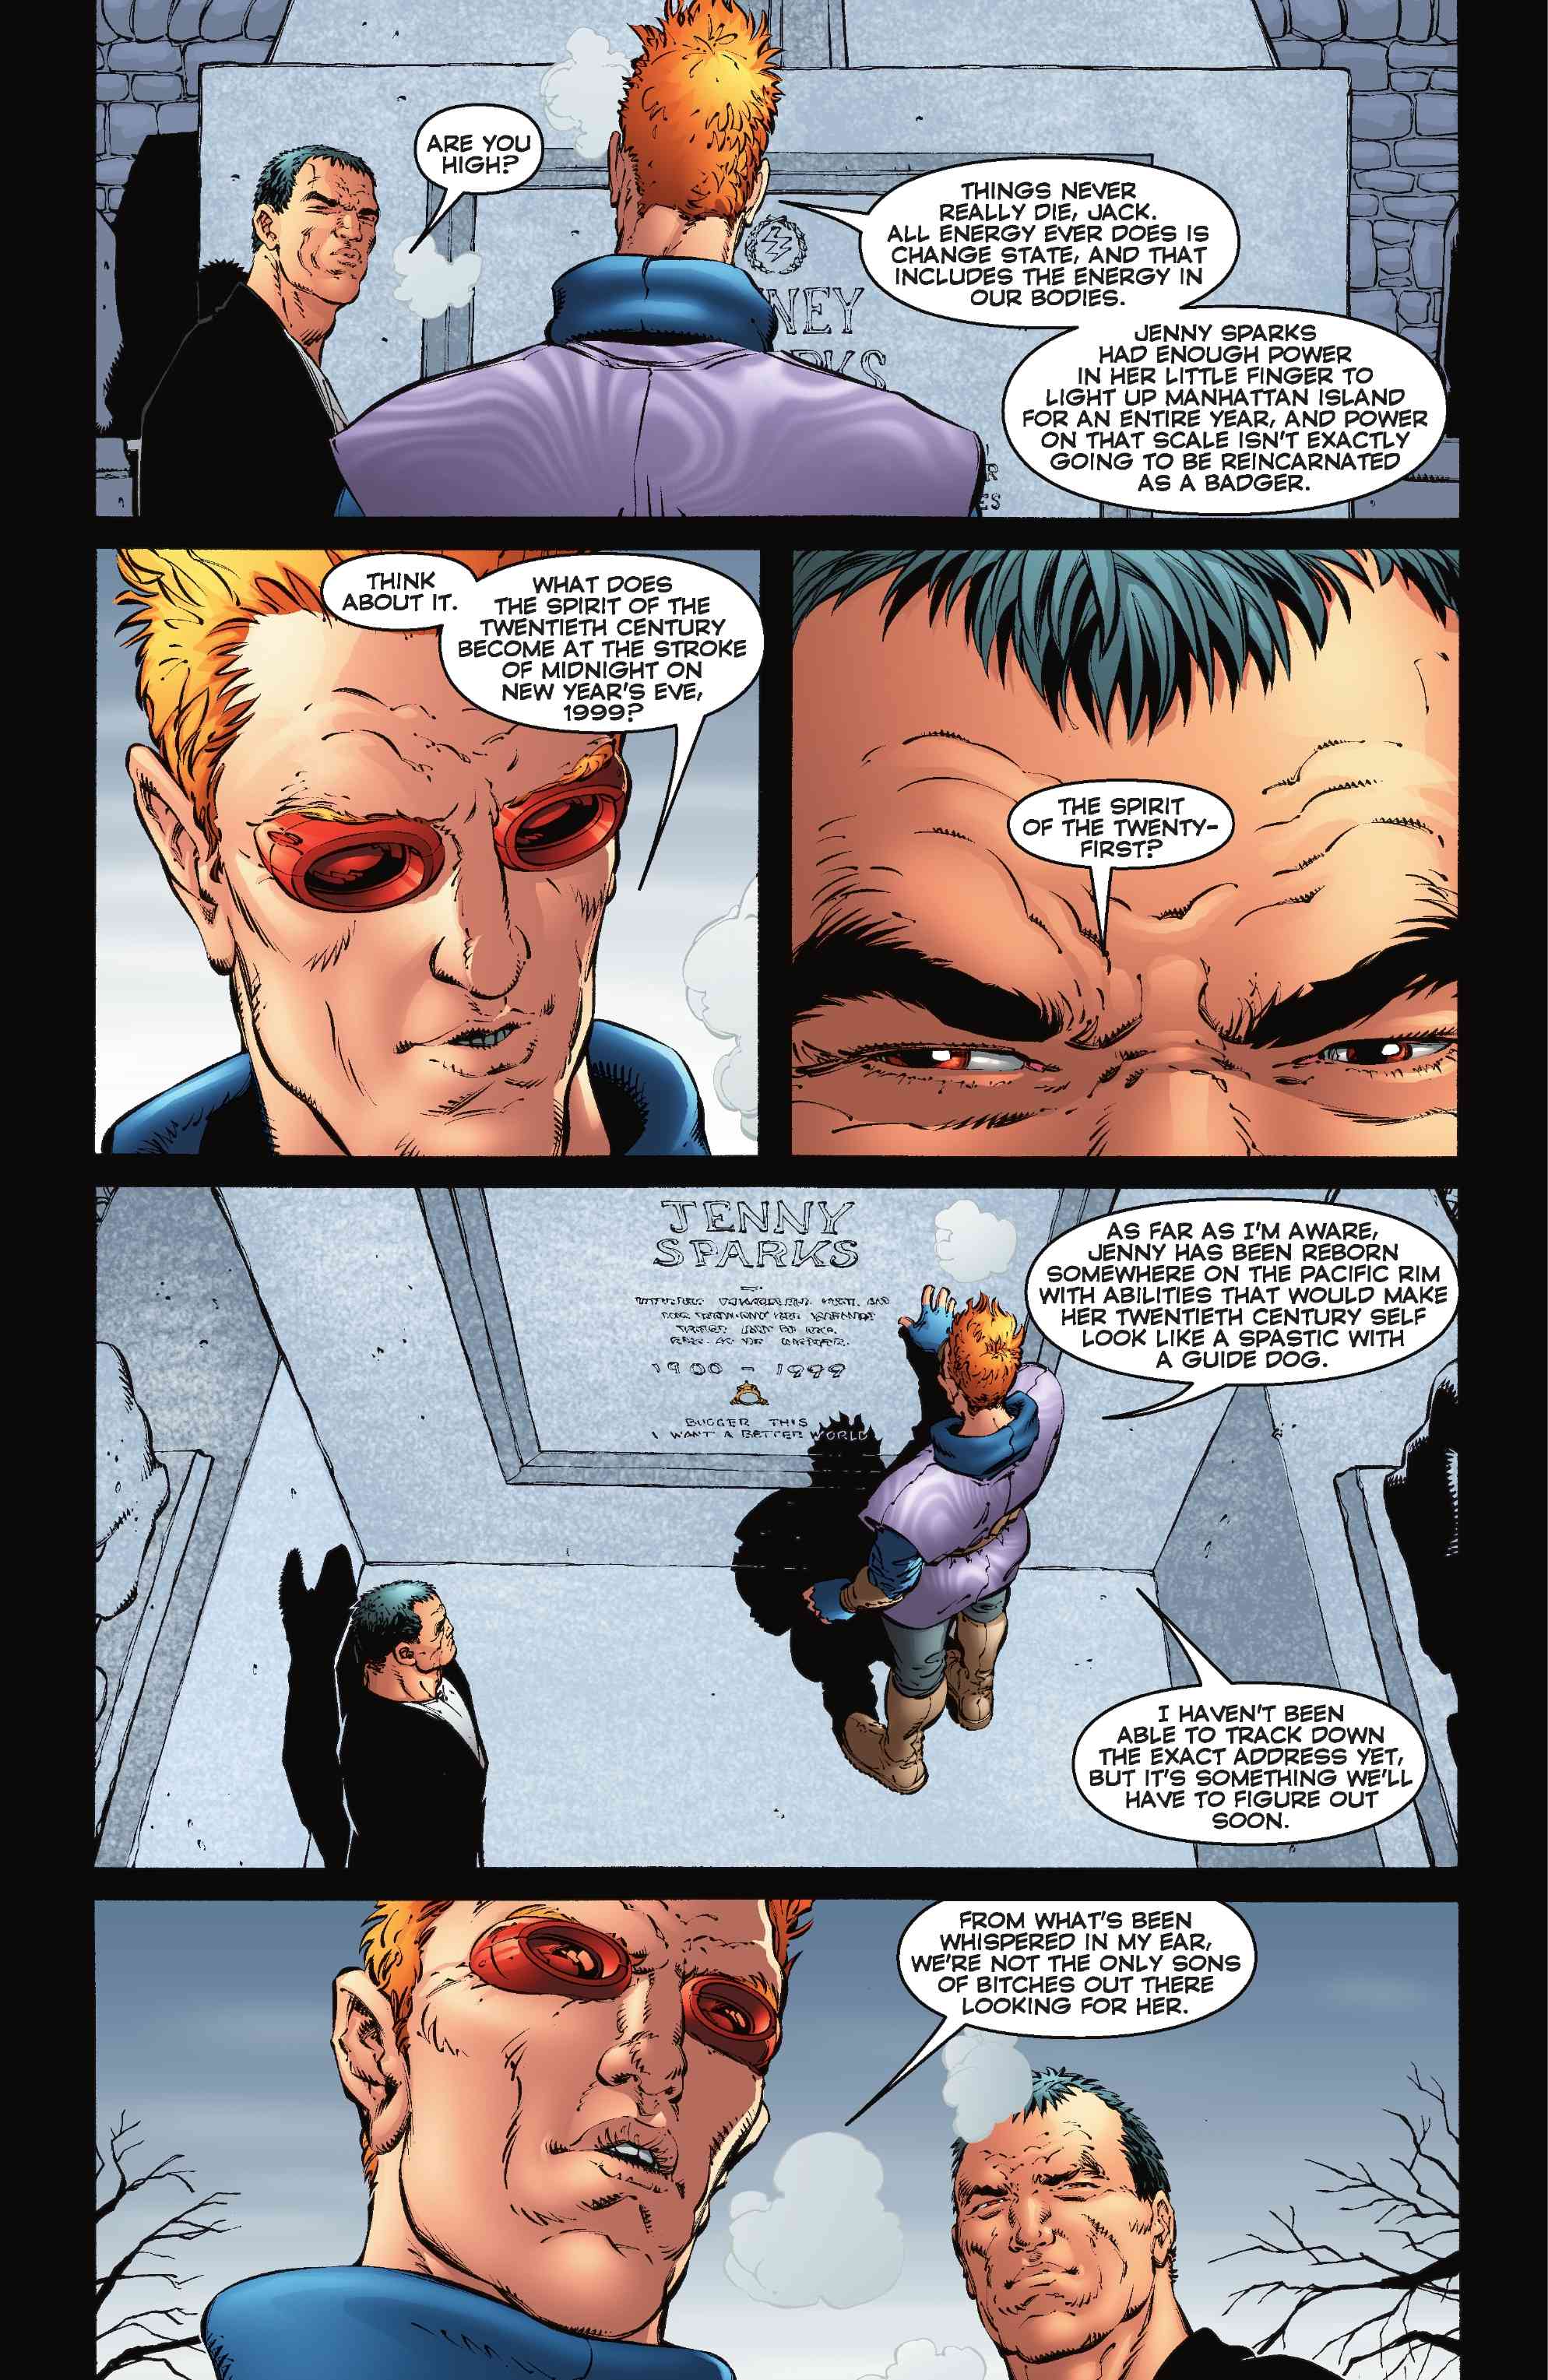 ARE YOU
HIGH?
THINGS NEVER
REALLY DIE, JACK.
ALL ENERGY EVER DOES IS
CHANGE STATE, AND THAT
INCLUDES THE ENERGY IN
OUR BODIES.
JENNY SPARKS
HAD ENOUGH POWER
IN HER LITTLE FINGER TO
LIGHT UP MANHATTAN ISLAND
FOR AN ENTIRE YEAR, AND POWER
ON THAT SCALE ISN'T EXACTLY
GOING TO BE REINCARNATED
AS A BADGER.
THINK
ABOUT IT.
WHAT DOES
THE SPIRIT OF THE
TWENTIETH CENTURY
BECOME AT THE STROKE
OF MIDNIGHT ON
NEW YEAR'S EVE,
1999?
THE SPIRIT
OF THE TWENTY-
FIRST?
JENNY
SPARKS
1900 - 1999
BUGGER THIS
I WANT A BETTER WORLD
AS FAR AS I'M AWARE,
JENNY HAS BEEN REBORN
SOMEWHERE ON THE PACIFIC RIM
WITH ABILITIES THAT WOULD MAKE
HER TWENTIETH CENTURY SELF
LOOK LIKE A SPASTIC WITH
A GUIDE DOG.
I HAVEN'T BEEN
ABLE TO TRACK DOWN
THE EXACT ADDRESS YET,
BUT IT'S SOMETHING WE'LL
HAVE TO FIGURE OUT
SOON.
FROM WHAT'S BEEN
WHISPERED IN MY EAR,
WE'RE NOT THE ONLY SONS
OF BITCHES OUT THERE
LOOKING FOR HER.